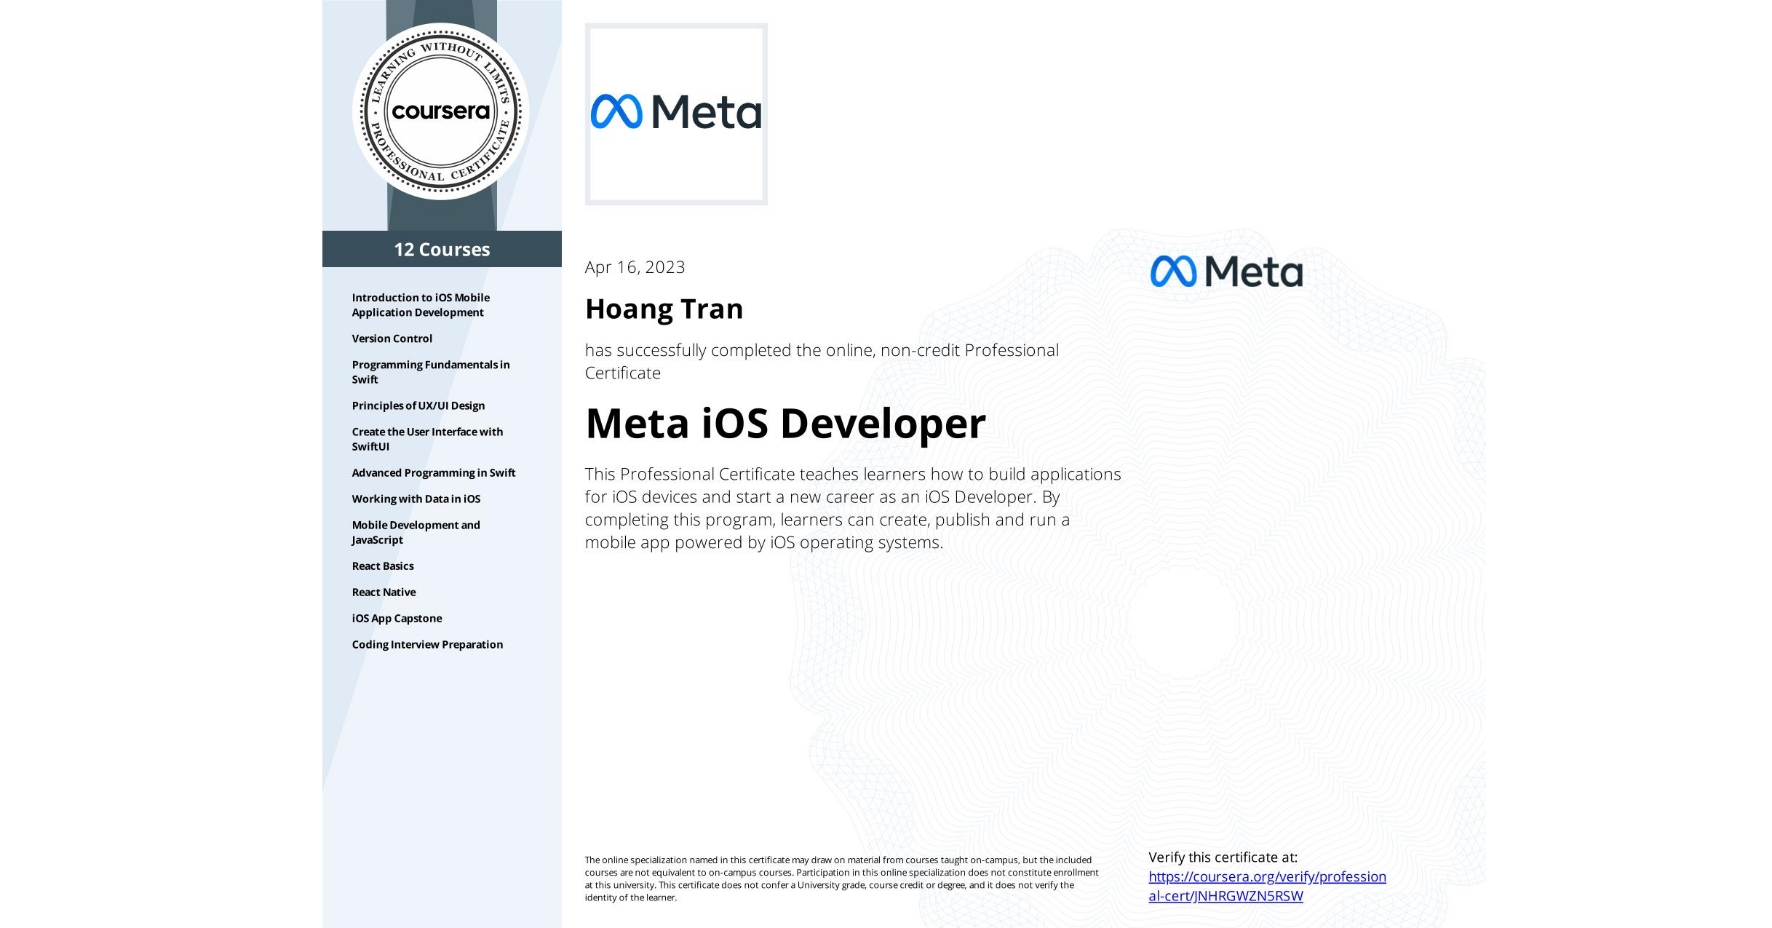 LEARNING WITHOUT LIMITS
coursera
PROFESSIONAL CERTIFICATE
12 Courses
Introduction to iOS Mobile
Application Development
Version Control
Programming Fundamentals in
Swift
Principles of UX/UI Design
Create the User Interface with
SwiftUI
Advanced Programming in Swift
Working with Data in iOS
Mobile Development and
JavaScript
React Basics
React Native
iOS App Capstone
Coding Interview Preparation
Meta
Apr 16, 2023
Hoang Tran
has successfully completed the online, non-credit Professional
Certificate
Meta iOS Developer
This Professional Certificate teaches learners how to build applications
for iOS devices and start a new career as an iOS Developer. By
completing this program, learners can create, publish and run a
mobile app powered by iOS operating systems.
Meta
The online specialization named in this certificate may draw on material from courses taught on-campus, but the included
courses are not equivalent to on-campus courses. Participation in this online specialization does not constitute enrollment
at this university. This certificate does not confer a University grade, course credit or degree, and it does not verify the
identity of the learner.
Verify this certificate at:
https://coursera.org/verify/profession
al-cert/JNHRGWZN5RSW